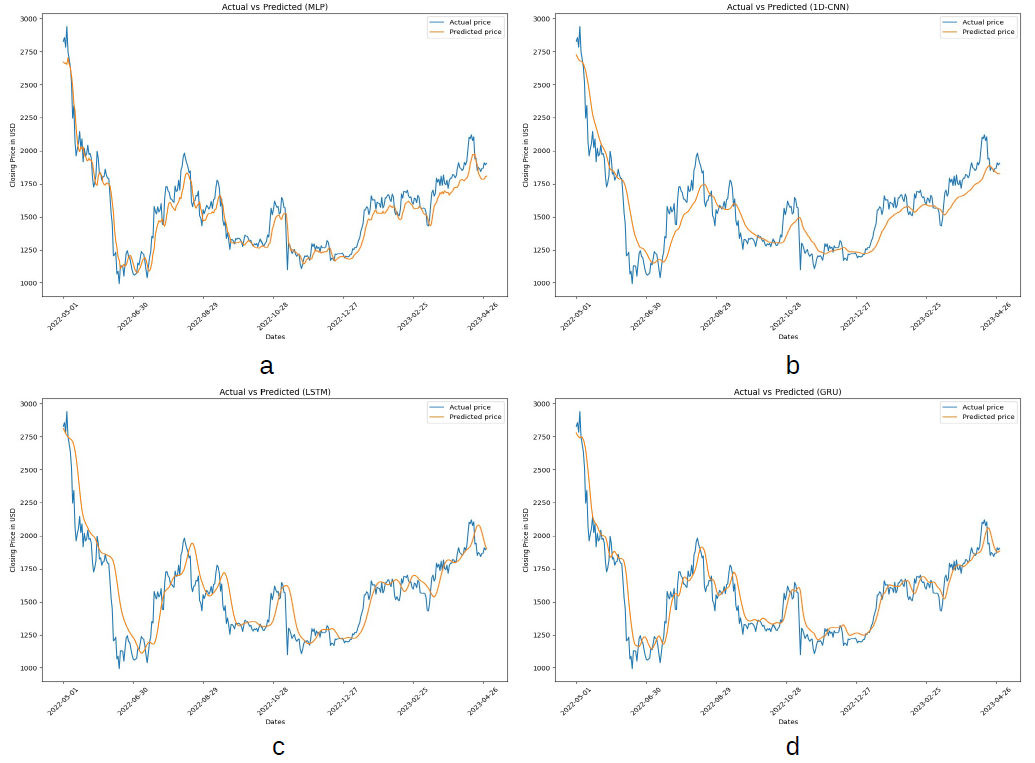 Actual vs Predicted (MLP)
Actual price
Predicted price
Closing Price in USD
3000
2750
2500
2250
2000
1750
1500
1250
1000
2022-05-01
2022-06-30
2022-08-29
2022-10-28
2022-12-27
2023-02-25
2023-04-26
Dates
a
Actual vs Predicted (1D-CNN)
Actual price
Predicted price
Closing Price in USD
3000
2750
2500
2250
2000
1750
1500
1250
1000
2022-05-01
2022-06-30
2022-08-29
2022-10-28
2022-12-27
2023-02-25
2023-04-26
Dates
b
Actual vs Predicted (LSTM)
Actual price
Predicted price
Closing Price in USD
3000
2750
2500
2250
2000
1750
1500
1250
1000
2022-05-01
2022-06-30
2022-08-29
2022-10-28
2022-12-27
2023-02-25
2023-04-26
Dates
c
Actual vs Predicted (GRU)
Actual price
Predicted price
Closing Price in USD
3000
2750
2500
2250
2000
1750
1500
1250
1000
2022-05-01
2022-06-30
2022-08-29
2022-10-28
2022-12-27
2023-02-25
2023-04-26
Dates
d